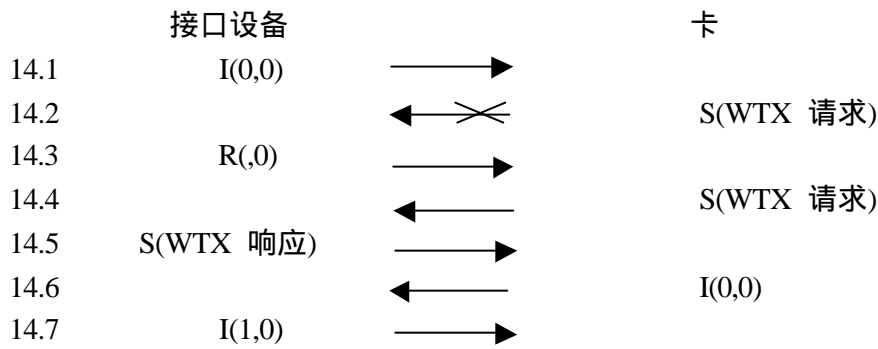 接口设备 卡
14.1 I(0,0)
14.2 S(WTX 请求)
14.3 R(,0)
14.4 S(WTX 请求)
14.5 S(WTX 响应)
14.6 I(0,0)
14.7 I(1,0)